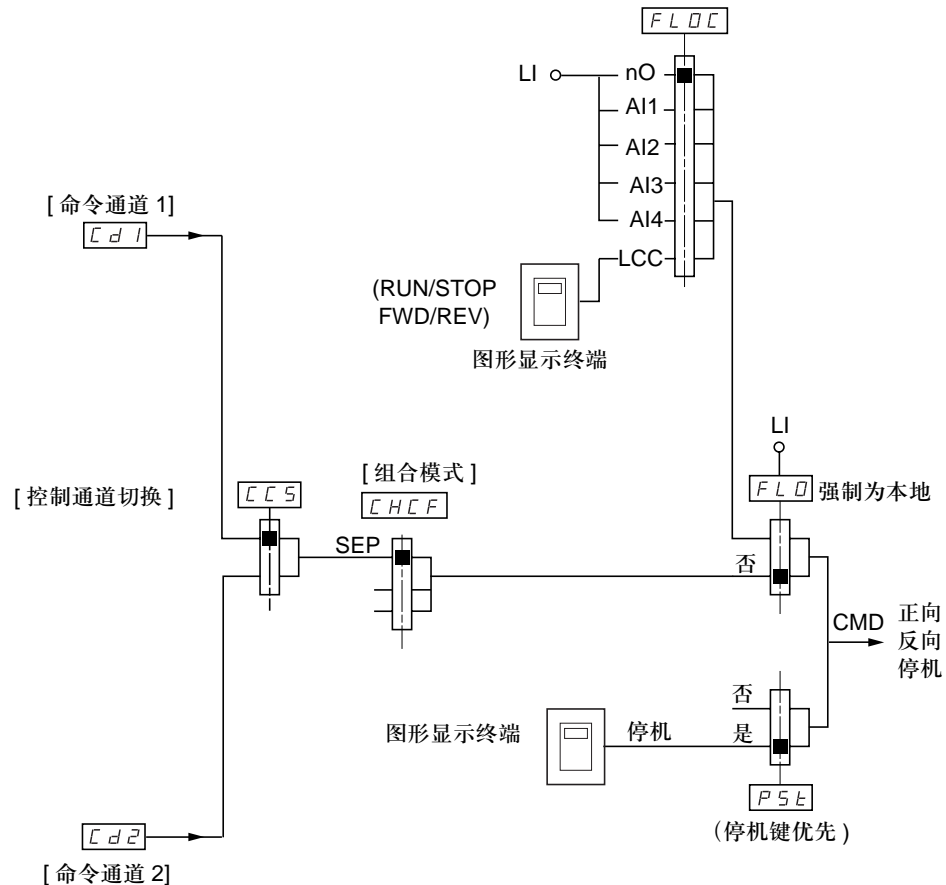 FLOC
LI
nO
AI1
AI2
AI3
AI4
LCC
(RUN/STOP
FWD/REV)
图形显示终端
[ 命令通道 1]
Cd1
[ 控制通道切换 ]
CCS
[ 组合模式 ]
CHCF
SEP
LI
FLO 强制为本地
否
CMD
正向
反向
停机
否
图形显示终端
停机
是
PSt
(停机键优先 )
Cd2
[ 命令通道 2]